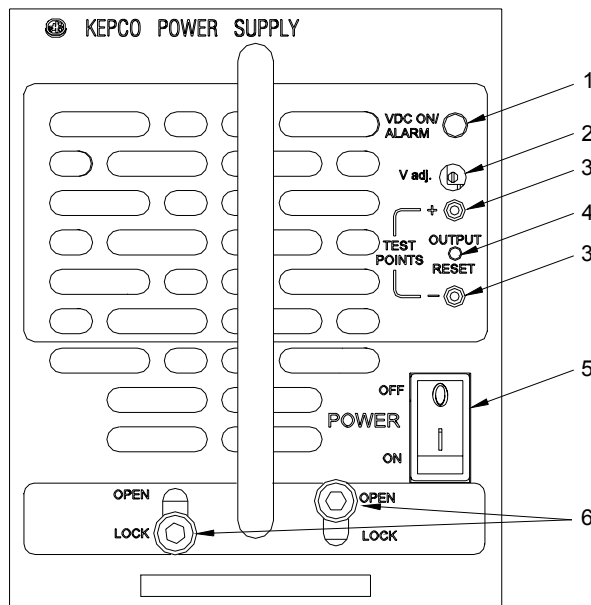 KEPCO POWER SUPPLY
VDC ON/
ALARM
1
V adj.
2
+
3
TEST
POINTS
OUTPUT
RESET
4
−
3
OFF
POWER
ON
5
OPEN
LOCK
OPEN
LOCK
6